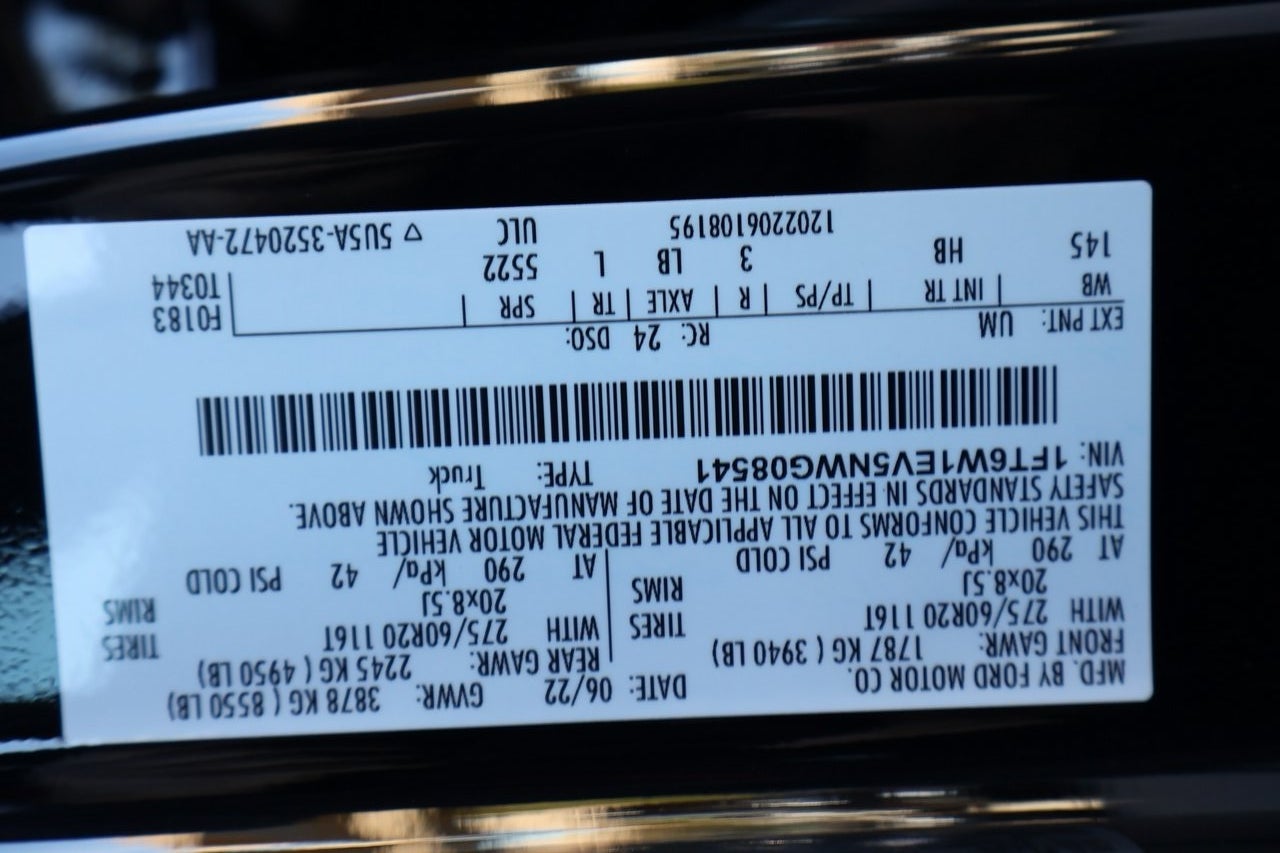 MFD. BY FORD MOTOR CO. DATE: 06/22 GVWR: 3878 KG ( 8550 LB)
FRONT GAWR: 1787 KG ( 3940 LB) REAR GAWR: 2245 KG ( 4950 LB)
WITH 275/60R20 116T TIRES WITH 275/60R20 116T TIRES
20x8.5J RIMS 20x8.5J RIMS
AT 290 kPa/ 42 PSI COLD AT 290 kPa/ 42 PSI COLD
THIS VEHICLE CONFORMS TO ALL APPLICABLE FEDERAL MOTOR VEHICLE
SAFETY STANDARDS IN EFFECT ON THE DATE OF MANUFACTURE SHOWN ABOVE.
VIN: 1FT6W1EV5NWG08541 TYPE: Truck
EXT PNT: UM RC: 24 DSO: F0183
WB INT TR TP/PS R AXLE TR SPR T0344
145 HB 3 LB L 5522
1202206108195 ULC ▽ 5U5A-3520472-AA